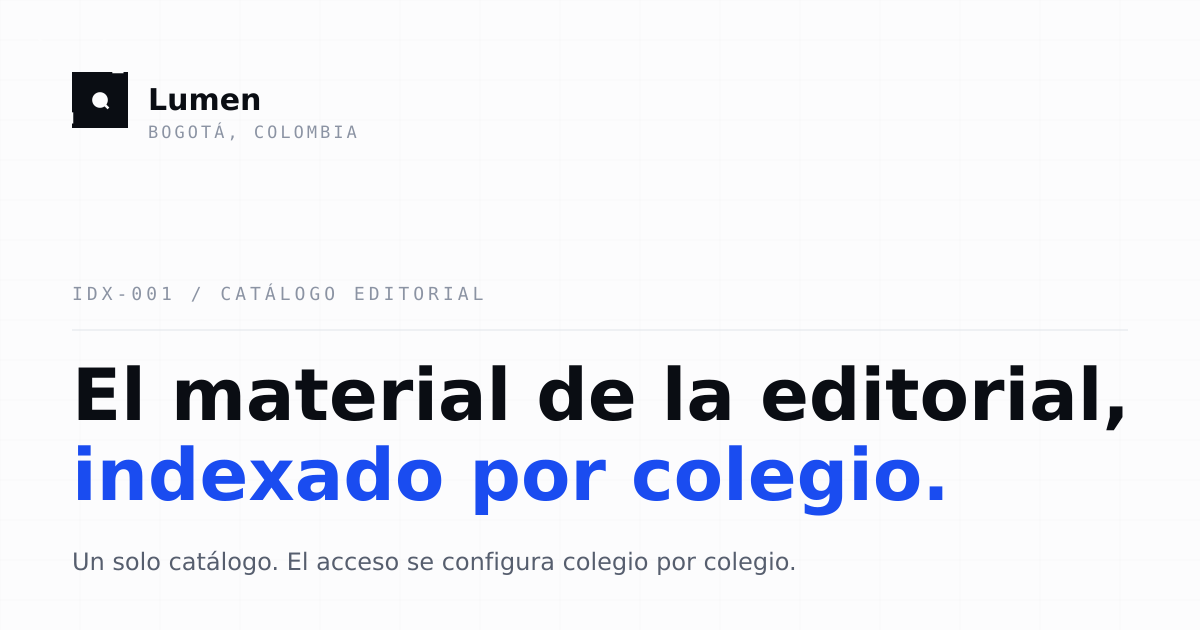 Lumen
BOGOTÁ, COLOMBIA
IDX-001 / CATÁLOGO EDITORIAL
El material de la editorial,
indexado por colegio.
Un solo catálogo. El acceso se configura colegio por colegio.